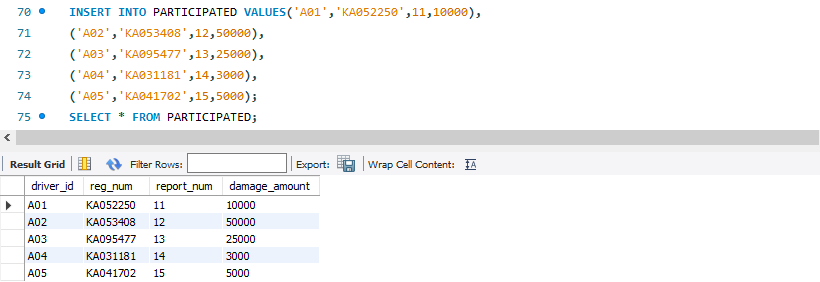 70 INSERT INTO PARTICIPATED VALUES('A01','KA052250',11,10000),
71 ('A02','KA053408',12,50000),
72 ('A03','KA095477',13,25000),
73 ('A04','KA031181',14,3000),
74 ('A05','KA041702',15,5000);
75 SELECT * FROM PARTICIPATED;
Result Grid Filter Rows: Export: Wrap Cell Content:
driver_id reg_num report_num damage_amount
A01 KA052250 11 10000
A02 KA053408 12 50000
A03 KA095477 13 25000
A04 KA031181 14 3000
A05 KA041702 15 5000